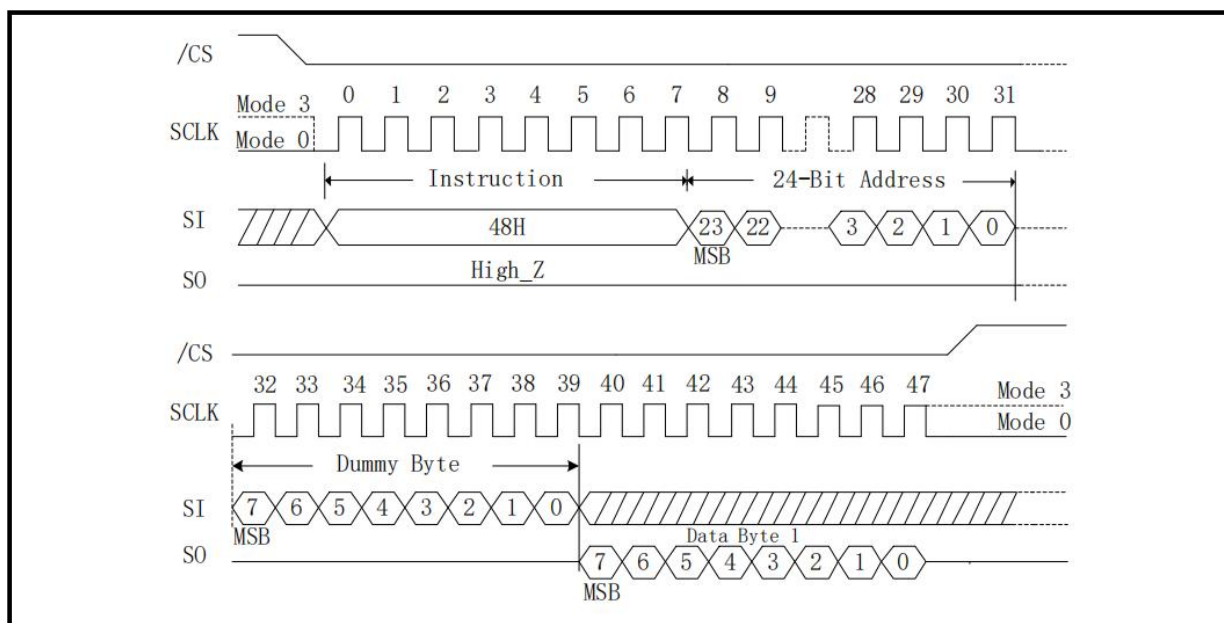 /CS
0 1 2 3 4 5 6 7 8 9 28 29 30 31
Mode 3
SCLK
Mode 0
Instruction 24-Bit Address
SI 48H 23 22 3 2 1 0
MSB
High_Z
SO
/CS
32 33 34 35 36 37 38 39 40 41 42 43 44 45 46 47
Mode 3
SCLK
Mode 0
Dummy Byte
SI 7 6 5 4 3 2 1 0
MSB
Data Byte 1
SO 7 6 5 4 3 2 1 0
MSB